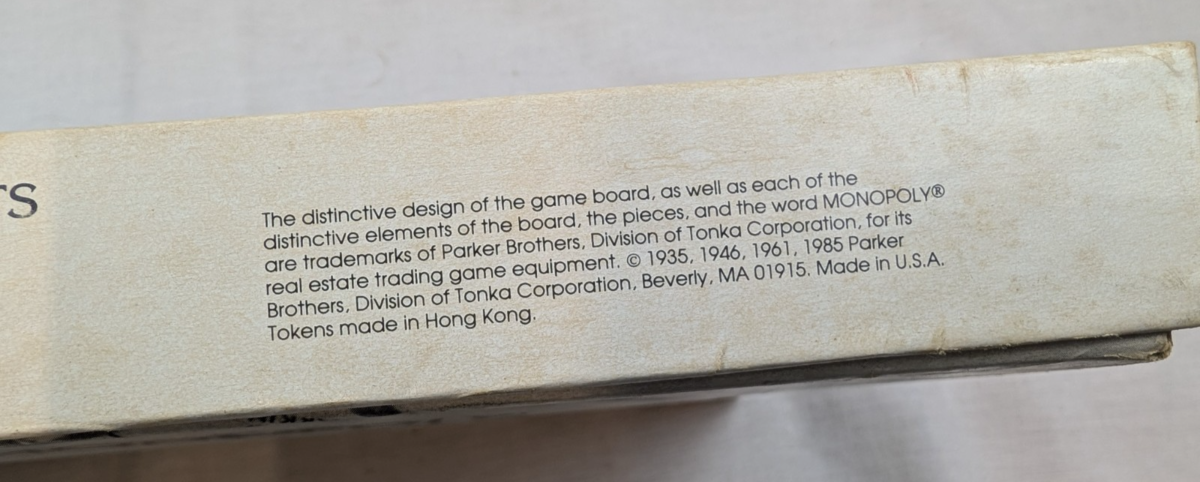 TS
The distinctive design of the game board, as well as each of the
distinctive elements of the board, the pieces, and the word MONOPOLY®
are trademarks of Parker Brothers, Division of Tonka Corporation, for its
real estate trading game equipment. © 1935, 1946, 1961, 1985 Parker
Brothers, Division of Tonka Corporation, Beverly, MA 01915. Made in U.S.A.
Tokens made in Hong Kong.